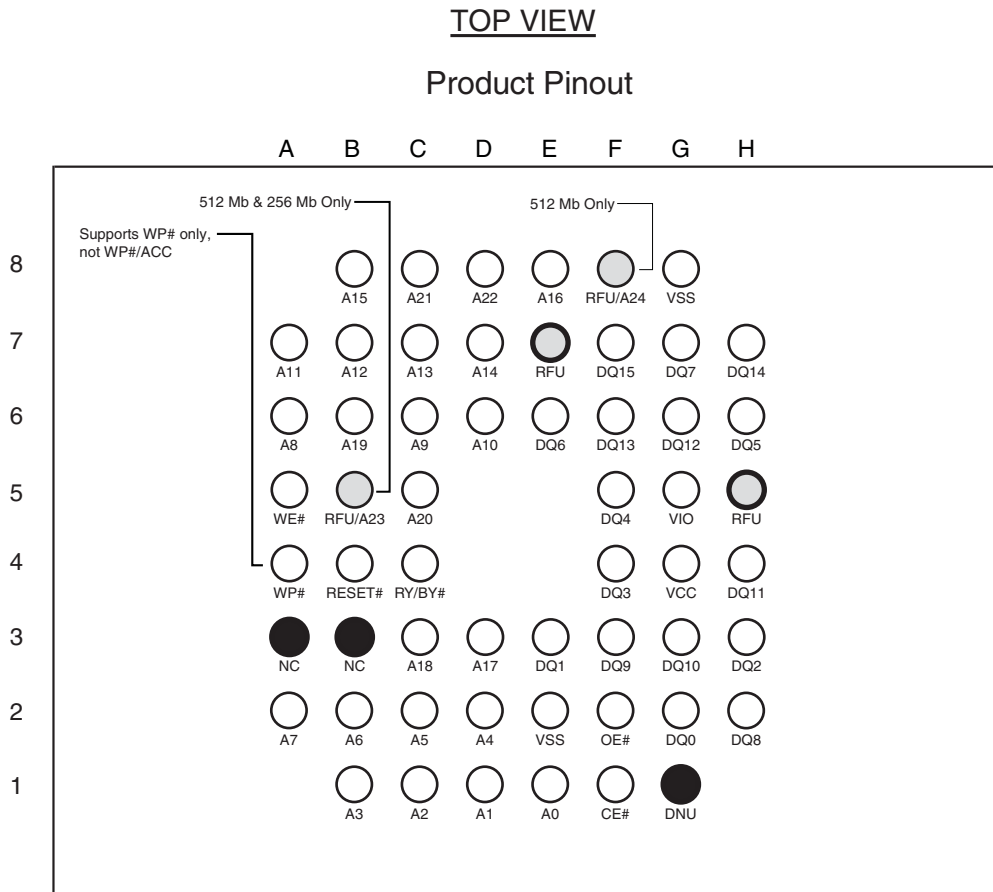 TOP VIEW
Product Pinout
A B C D E F G H
512 Mb & 256 Mb Only
512 Mb Only
Supports WP# only,
not WP#/ACC
8
A15 A21 A22 A16 RFU/A24 VSS
7
A11 A12 A13 A14 RFU DQ15 DQ7 DQ14
6
A8 A19 A9 A10 DQ6 DQ13 DQ12 DQ5
5
WE# RFU/A23 A20 DQ4 VIO RFU
4
WP# RESET# RY/BY# DQ3 VCC DQ11
3
NC NC A18 A17 DQ1 DQ9 DQ10 DQ2
2
A7 A6 A5 A4 VSS OE# DQ0 DQ8
1
A3 A2 A1 A0 CE# DNU